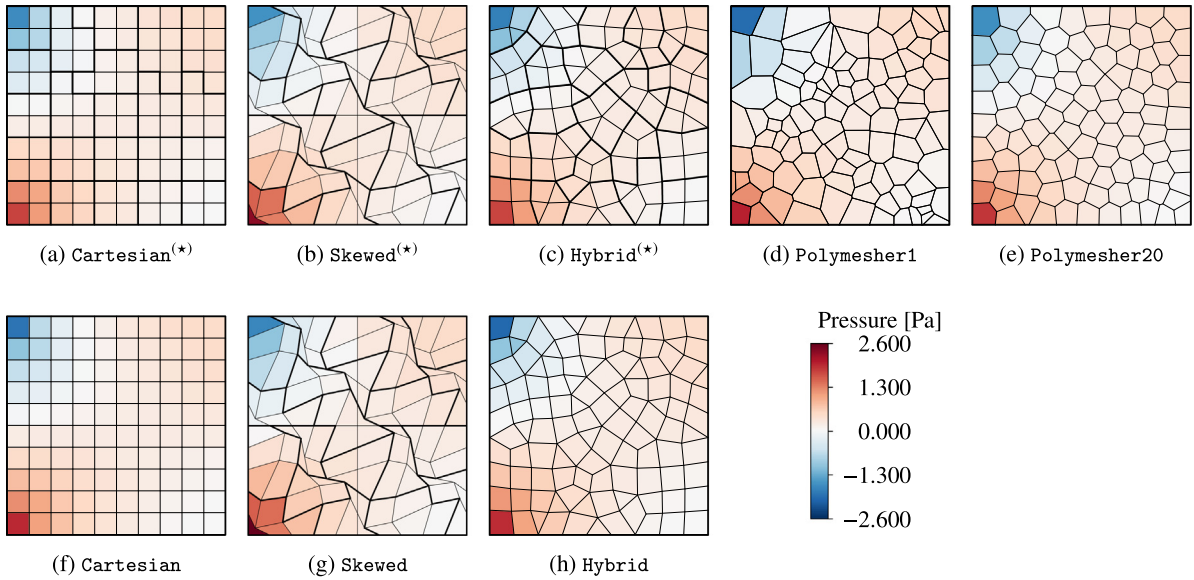 (a) Cartesian(★)
(b) Skewed(★)
(c) Hybrid(★)
(d) Polymesher1
(e) Polymesher20
Pressure [Pa]
2.600
1.300
0.000
−1.300
−2.600
(f) Cartesian
(g) Skewed
(h) Hybrid